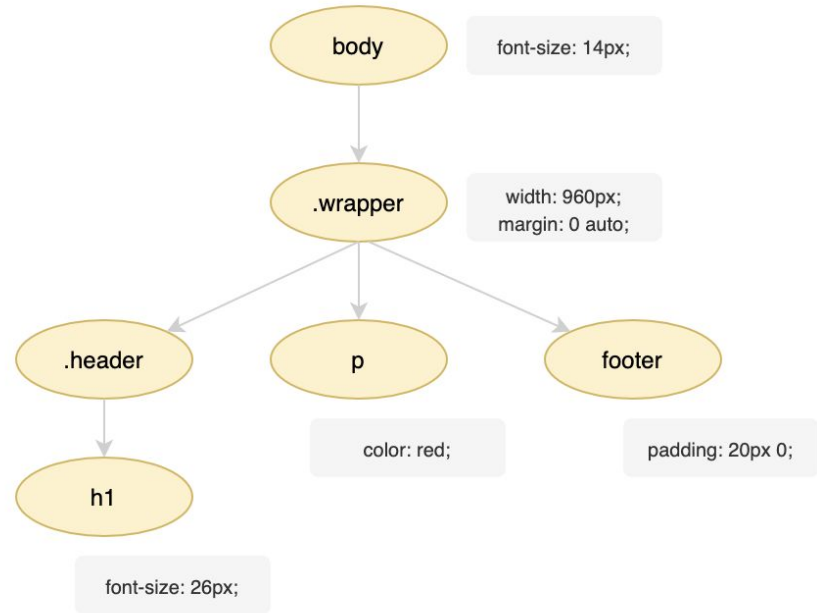 body
font-size: 14px;
.wrapper
width: 960px;
margin: 0 auto;
.header
p
footer
color: red;
padding: 20px 0;
h1
font-size: 26px;